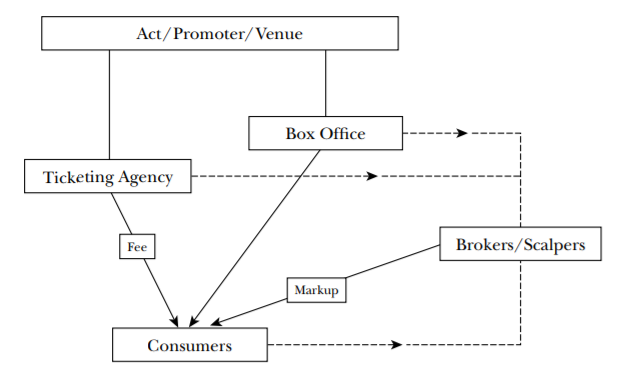 Act/Promoter/Venue
Box Office
Ticketing Agency
Brokers/Scalpers
Fee
Markup
Consumers